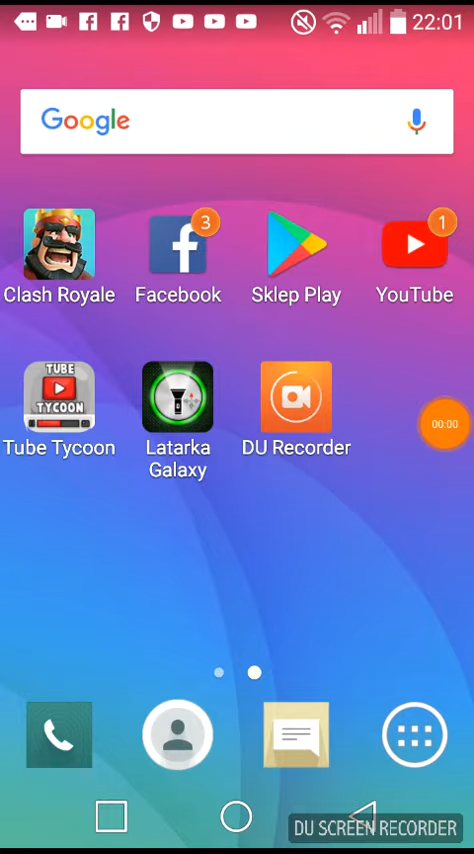 22:01
Google
3
1
Clash Royale
Facebook
Sklep Play
YouTube
TUBE
TYCOON
00:00
Tube Tycoon
Latarka
Galaxy
DU Recorder
DU SCREEN RECORDER